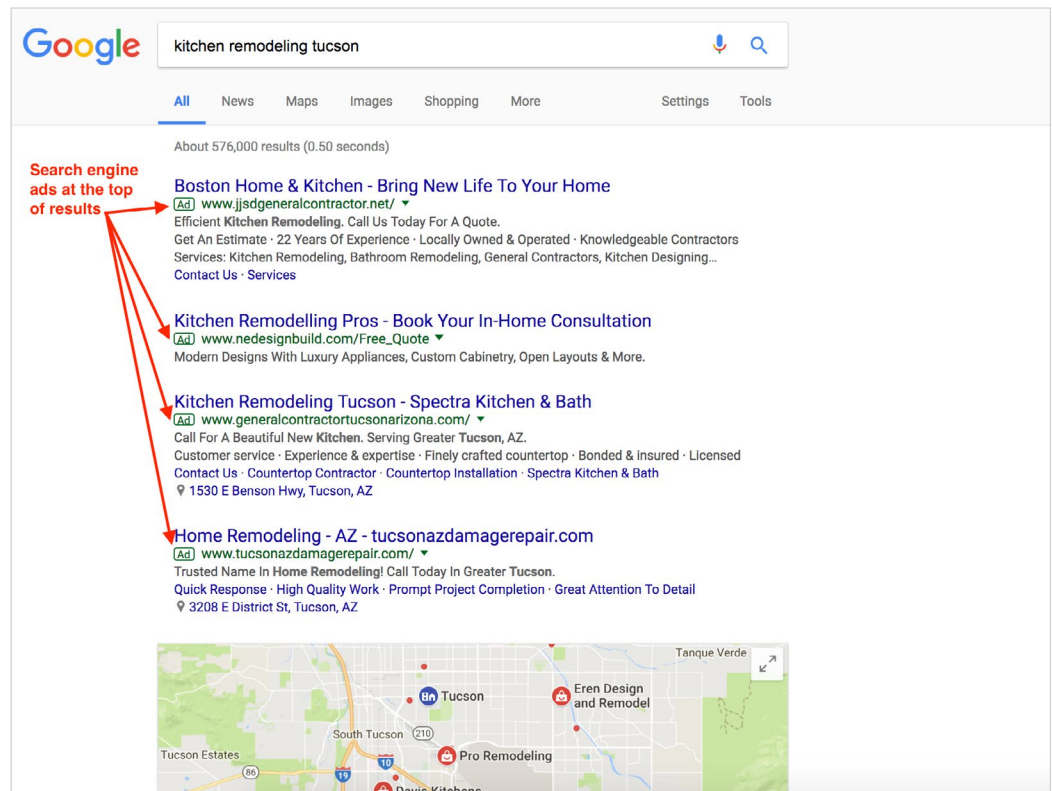 Google
kitchen remodeling tucson
All News Maps Images Shopping More Settings Tools
About 576,000 results (0.50 seconds)
Search engine
ads at the top
of results
Boston Home & Kitchen - Bring New Life To Your Home
Ad www.jjsdgeneralcontractor.net/
Efficient Kitchen Remodeling. Call Us Today For A Quote.
Get An Estimate · 22 Years Of Experience · Locally Owned & Operated · Knowledgeable Contractors
Services: Kitchen Remodeling, Bathroom Remodeling, General Contractors, Kitchen Designing...
Contact Us · Services
Kitchen Remodelling Pros - Book Your In-Home Consultation
Ad www.nedesignbuild.com/Free_Quote
Modern Designs With Luxury Appliances, Custom Cabinetry, Open Layouts & More.
Kitchen Remodeling Tucson - Spectra Kitchen & Bath
Ad www.generalcontractortucsonarizona.com/
Call For A Beautiful New Kitchen. Serving Greater Tucson, AZ.
Customer service · Experience & expertise · Finely crafted countertop · Bonded & insured · Licensed
Contact Us · Countertop Contractor · Countertop Installation · Spectra Kitchen & Bath
1530 E Benson Hwy, Tucson, AZ
Home Remodeling - AZ - tucsonazdamagerepair.com
Ad www.tucsonazdamagerepair.com/
Trusted Name In Home Remodeling! Call Today In Greater Tucson.
Quick Response · High Quality Work · Prompt Project Completion · Great Attention To Detail
3208 E District St, Tucson, AZ
Tanque Verde
Tucson
Eren Design
and Remodel
South Tucson
210
Tucson Estates
Pro Remodeling
10
86
19
Davis Kitchens